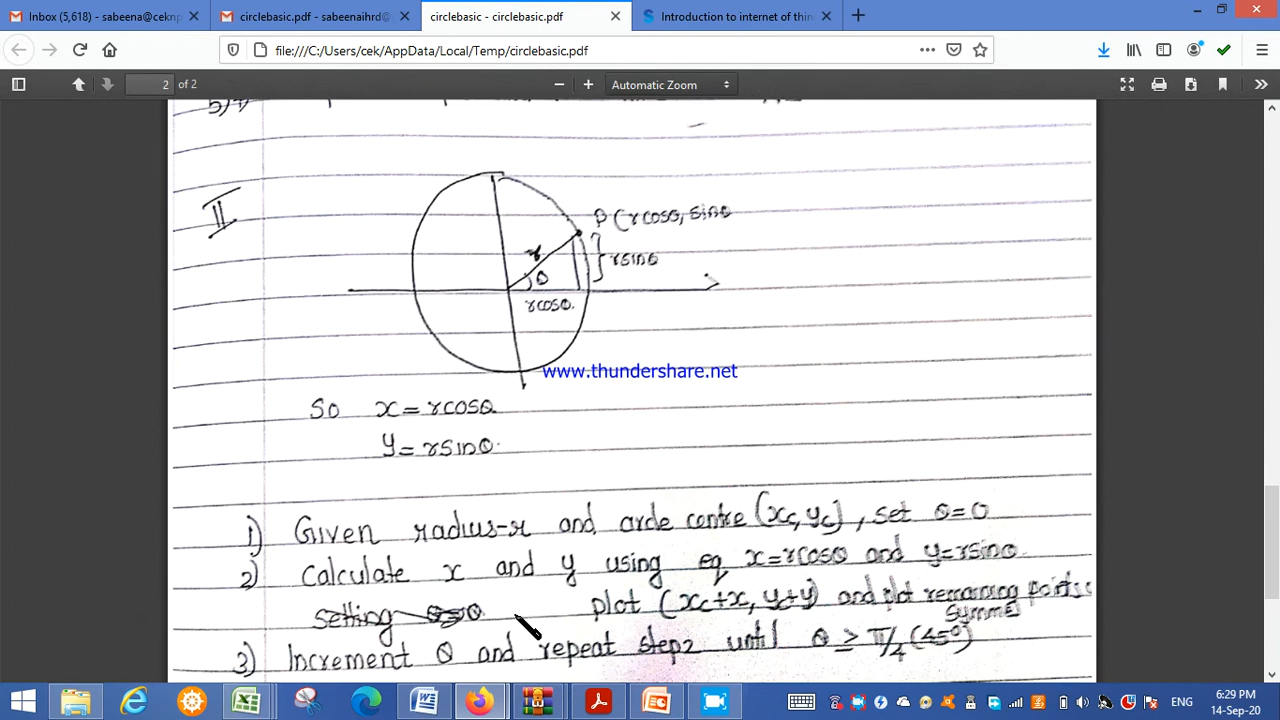 Inbox (5,618) - sabeena@ceknp
circlebasic.pdf - sabeenaihrd@
circlebasic - circlebasic.pdf
Introduction to internet of thin
file:///C:/Users/cek/AppData/Local/Temp/circlebasic.pdf
2 of 2
Automatic Zoom
II
P (rcosθ, sinθ
r
rsinθ
θ
rcosθ.
www.thundershare.net
So x = rcosθ.
y = rsinθ.
1) Given radius-r and circle centre (xc, yc), set θ=0
2) Calculate x and y using eq x=rcosθ and y=rsinθ.
setting plot (xc+x, yc+y) and plot remaining points
Symme
3) Increment θ and repeat step2 until θ ≥ π/4 (45°)
ENG
6:29 PM
14-Sep-20